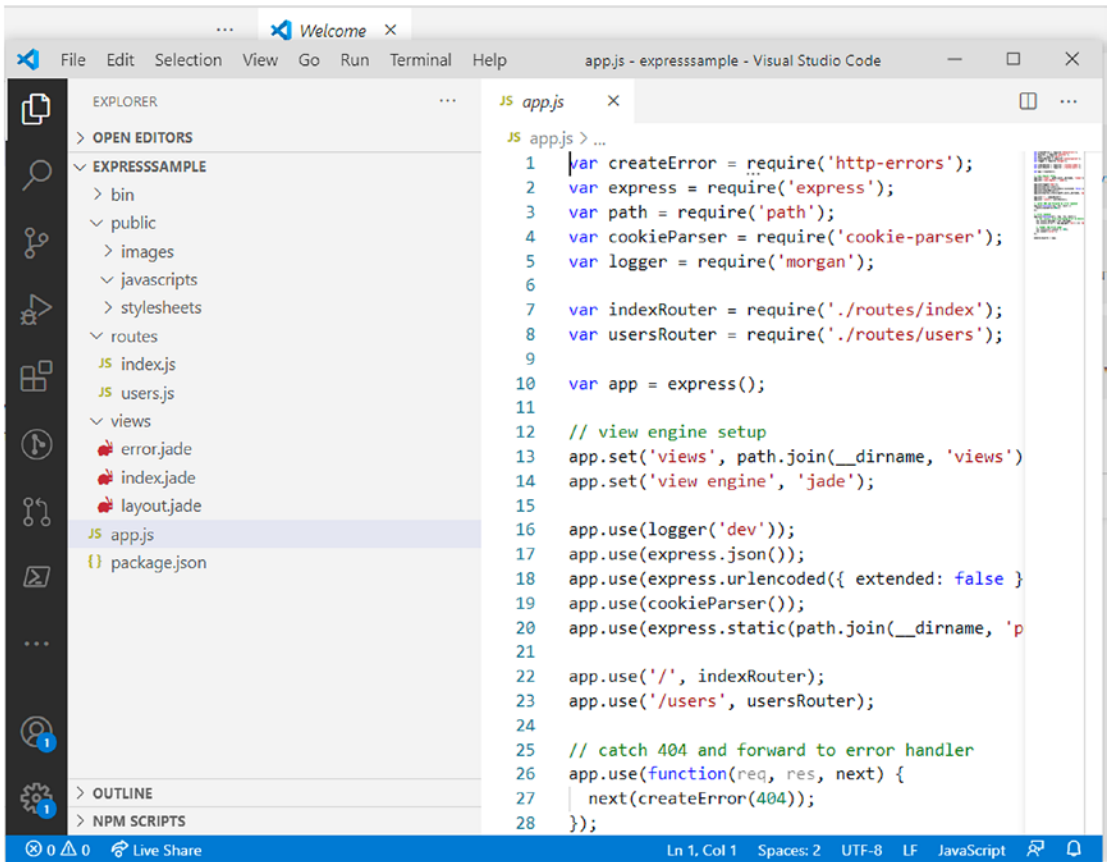 ... Welcome ×
File Edit Selection View Go Run Terminal Help app.js - expresssample - Visual Studio Code
EXPLORER ...
OPEN EDITORS
EXPRESSSAMPLE
bin
public
images
javascripts
stylesheets
routes
JS index.js
JS users.js
views
error.jade
index.jade
layout.jade
JS app.js
{} package.json
OUTLINE
NPM SCRIPTS
JS app.js × ...
JS app.js > ...
1 var createError = require('http-errors');
2 var express = require('express');
3 var path = require('path');
4 var cookieParser = require('cookie-parser');
5 var logger = require('morgan');
6
7 var indexRouter = require('./routes/index');
8 var usersRouter = require('./routes/users');
9
10 var app = express();
11
12 // view engine setup
13 app.set('views', path.join(__dirname, 'views')
14 app.set('view engine', 'jade');
15
16 app.use(logger('dev'));
17 app.use(express.json());
18 app.use(express.urlencoded({ extended: false }
19 app.use(cookieParser());
20 app.use(express.static(path.join(__dirname, 'p
21
22 app.use('/', indexRouter);
23 app.use('/users', usersRouter);
24
25 // catch 404 and forward to error handler
26 app.use(function(req, res, next) {
27 next(createError(404));
28 });
1
1
0 0 Live Share Ln 1, Col 1 Spaces: 2 UTF-8 LF JavaScript